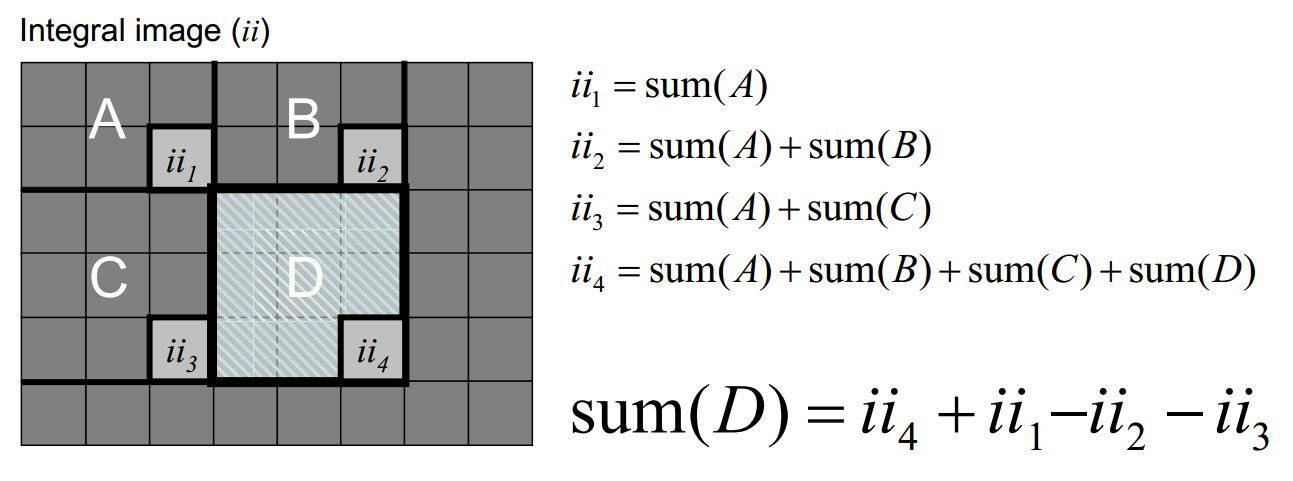 Integral image (ii)
A
B
ii₁
ii₂
C
D
ii₃
ii₄
ii₁ = sum(A)
ii₂ = sum(A)+sum(B)
ii₃ = sum(A)+sum(C)
ii₄ = sum(A)+sum(B)+sum(C)+sum(D)
sum(D) = ii₄ + ii₁−ii₂ − ii₃